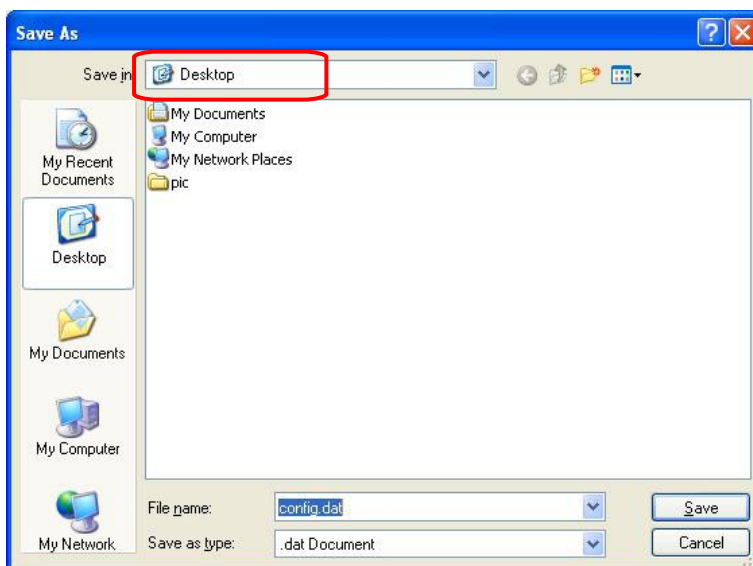 Save As
Save in
Desktop
My Documents
My Computer
My Network Places
pic
My Recent
Documents
Desktop
My Documents
My Computer
My Network
File name:
config.dat
Save
Save as type:
.dat Document
Cancel